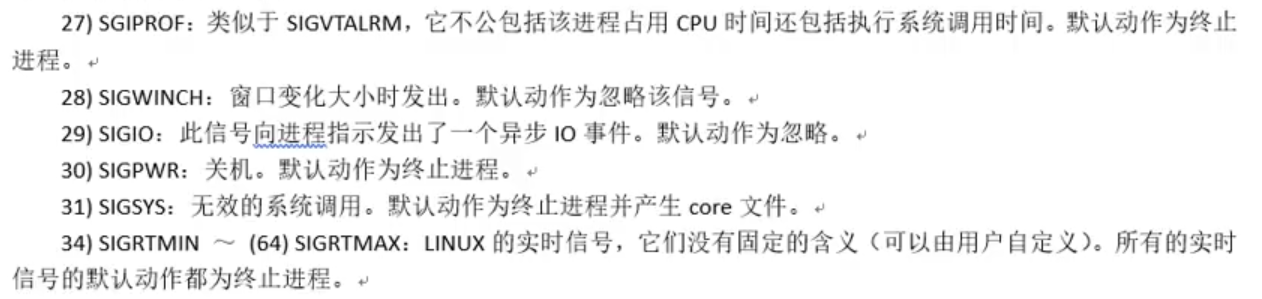 27) SGIPROF：类似于 SIGVTALRM，它不公包括该进程占用 CPU 时间还包括执行系统调用时间。默认动作为终止
进程。
28) SIGWINCH：窗口变化大小时发出。默认动作为忽略该信号。
29) SIGIO：此信号向进程指示发出了一个异步 IO 事件。默认动作为忽略。
30) SIGPWR：关机。默认动作为终止进程。
31) SIGSYS：无效的系统调用。默认动作为终止进程并产生 core 文件。
34) SIGRTMIN ～ (64) SIGRTMAX：LINUX 的实时信号，它们没有固定的含义（可以由用户自定义）。所有的实时
信号的默认动作都为终止进程。